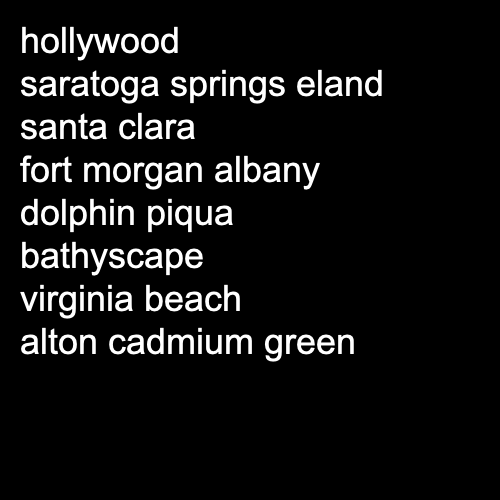 hollywood
saratoga springs eland
santa clara
fort morgan albany
dolphin piqua
bathyscape
virginia beach
alton cadmium green